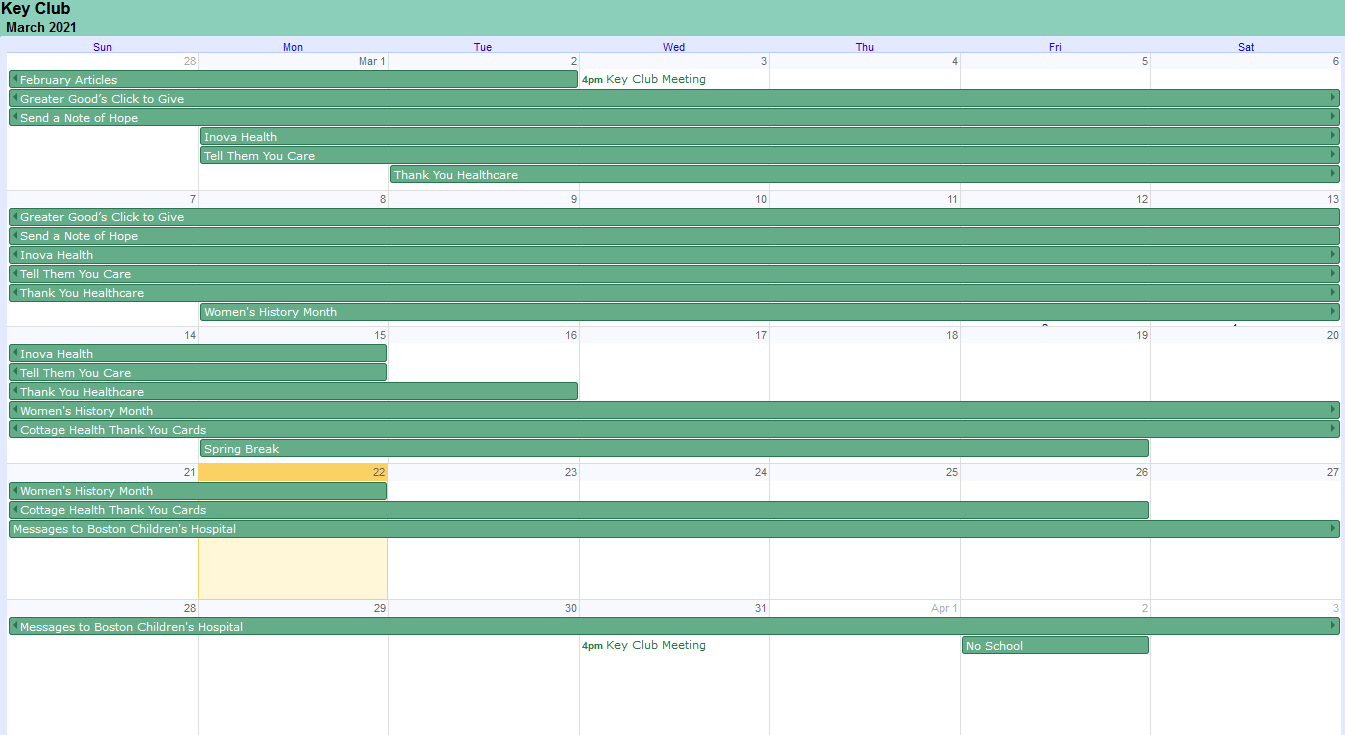 Key Club
March 2021
Sun Mon Tue Wed Thu Fri Sat
28 Mar 1 2 3 4 5 6
February Articles 4pm Key Club Meeting
Greater Good’s Click to Give
Send a Note of Hope
Inova Health
Tell Them You Care
Thank You Healthcare
7 8 9 10 11 12 13
Greater Good’s Click to Give
Send a Note of Hope
Inova Health
Tell Them You Care
Thank You Healthcare
Women's History Month
14 15 16 17 18 19 20
Inova Health
Tell Them You Care
Thank You Healthcare
Women's History Month
Cottage Health Thank You Cards
Spring Break
21 22 23 24 25 26 27
Women's History Month
Cottage Health Thank You Cards
Messages to Boston Children's Hospital
28 29 30 31 Apr 1 2 3
Messages to Boston Children's Hospital
4pm Key Club Meeting No School